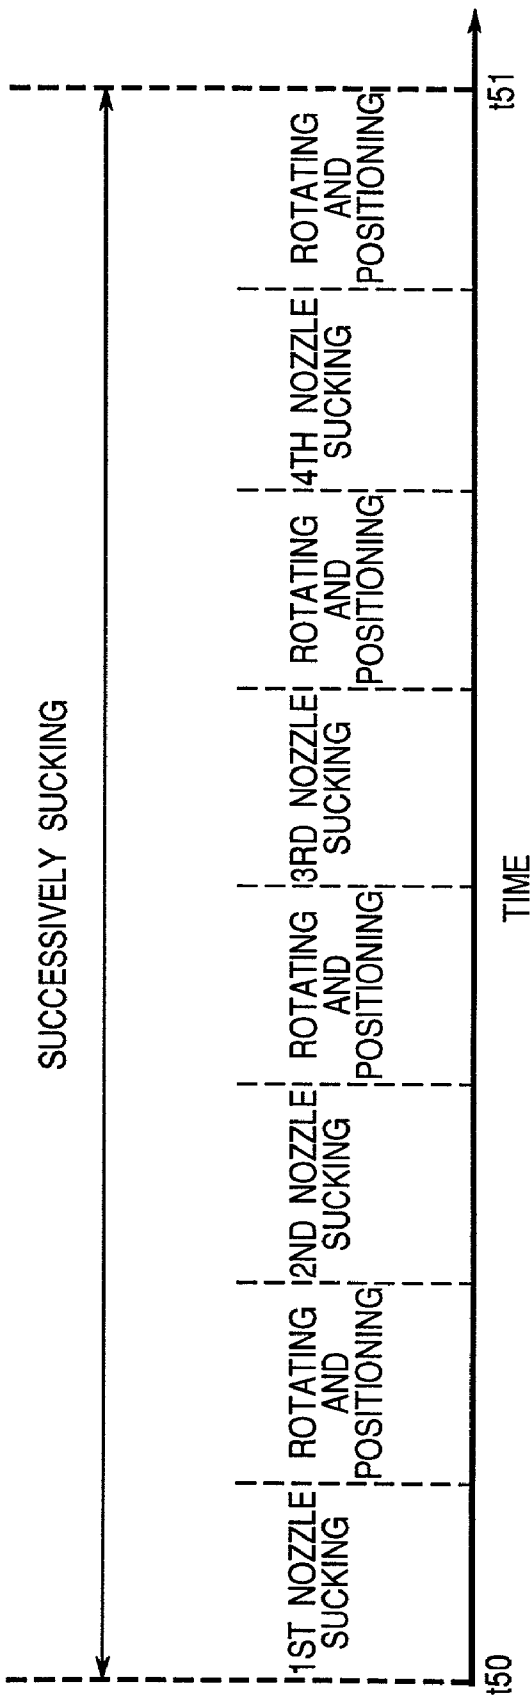 SUCCESSIVELY SUCKING
1ST NOZZLE
SUCKING
ROTATING
AND
POSITIONING
2ND NOZZLE
SUCKING
ROTATING
AND
POSITIONING
3RD NOZZLE
SUCKING
ROTATING
AND
POSITIONING
4TH NOZZLE
SUCKING
ROTATING
AND
POSITIONING
t50
TIME
t51